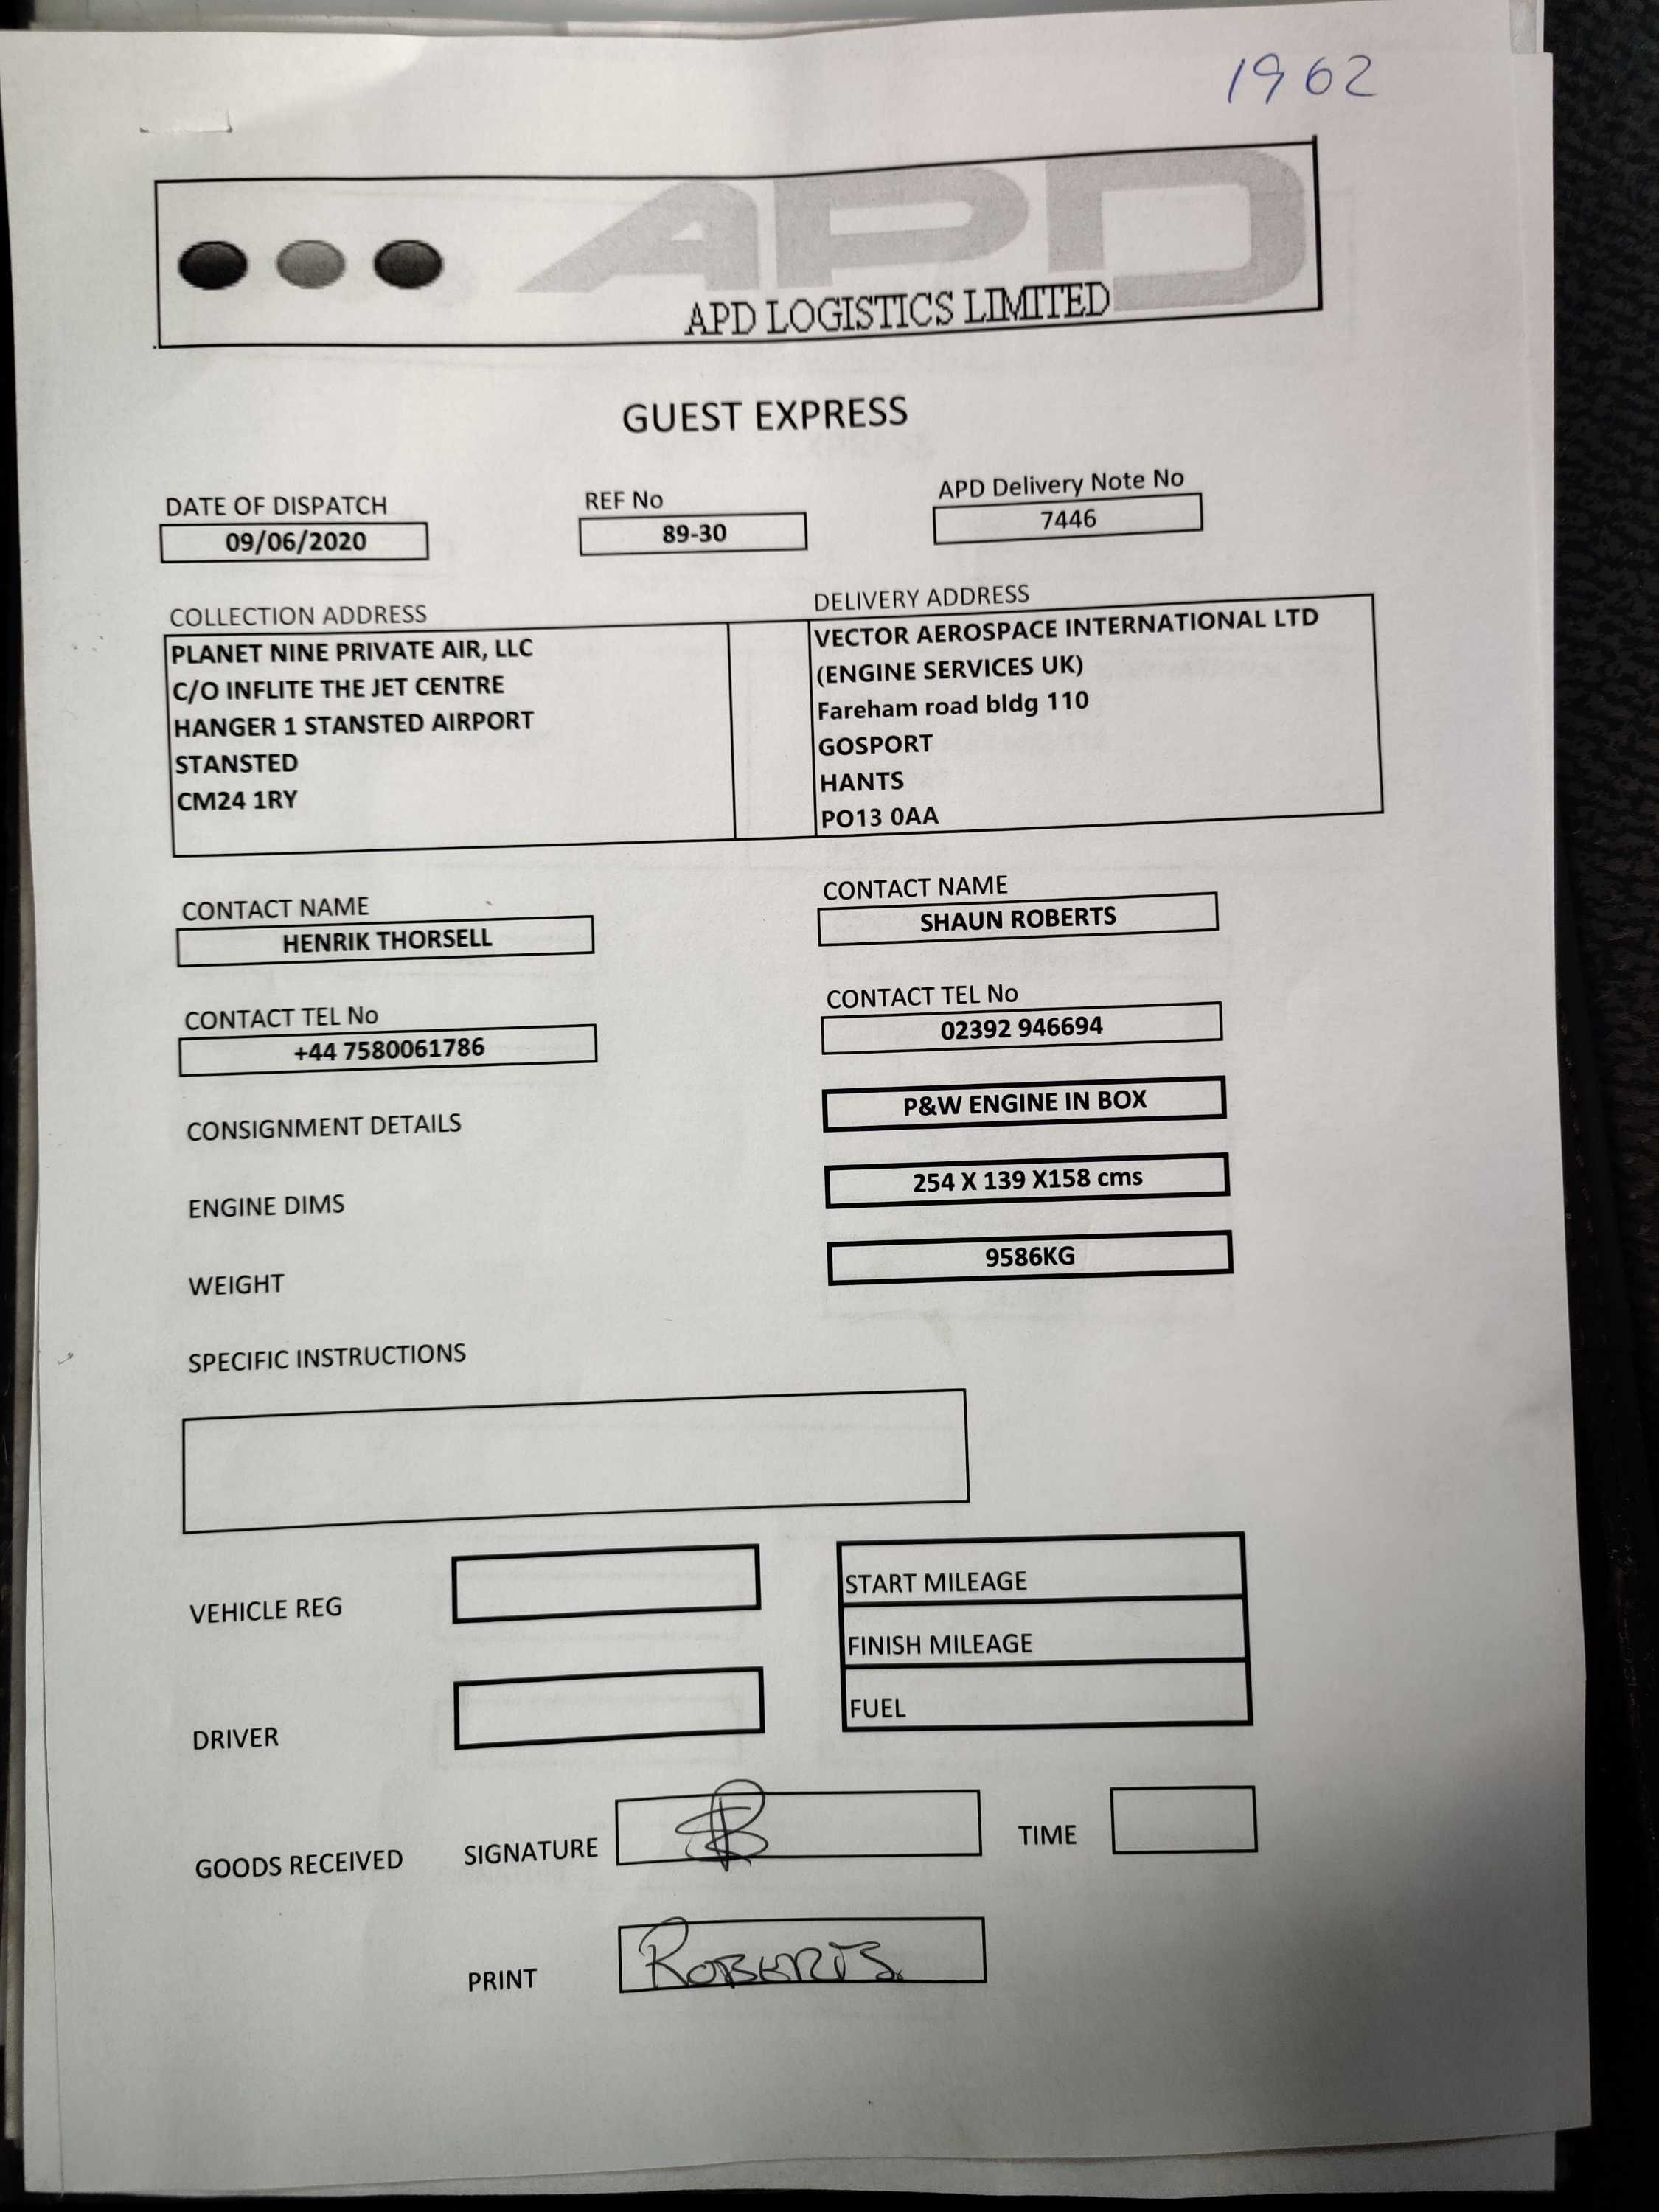 1962
APD
APD LOGISTICS LIMITED
GUEST EXPRESS
DATE OF DISPATCH
09/06/2020
REF No
89-30
APD Delivery Note No
7446
COLLECTION ADDRESS
PLANET NINE PRIVATE AIR, LLC
C/O INFLITE THE JET CENTRE
HANGER 1 STANSTED AIRPORT
STANSTED
CM24 1RY
DELIVERY ADDRESS
VECTOR AEROSPACE INTERNATIONAL LTD
(ENGINE SERVICES UK)
Fareham road bldg 110
GOSPORT
HANTS
PO13 0AA
CONTACT NAME
HENRIK THORSELL
CONTACT NAME
SHAUN ROBERTS
CONTACT TEL No
+44 7580061786
CONTACT TEL No
02392 946694
CONSIGNMENT DETAILS
P&W ENGINE IN BOX
ENGINE DIMS
254 X 139 X158 cms
WEIGHT
9586KG
SPECIFIC INSTRUCTIONS
VEHICLE REG
START MILEAGE
FINISH MILEAGE
FUEL
DRIVER
GOODS RECEIVED
SIGNATURE
TIME
PRINT
ROBERTS.